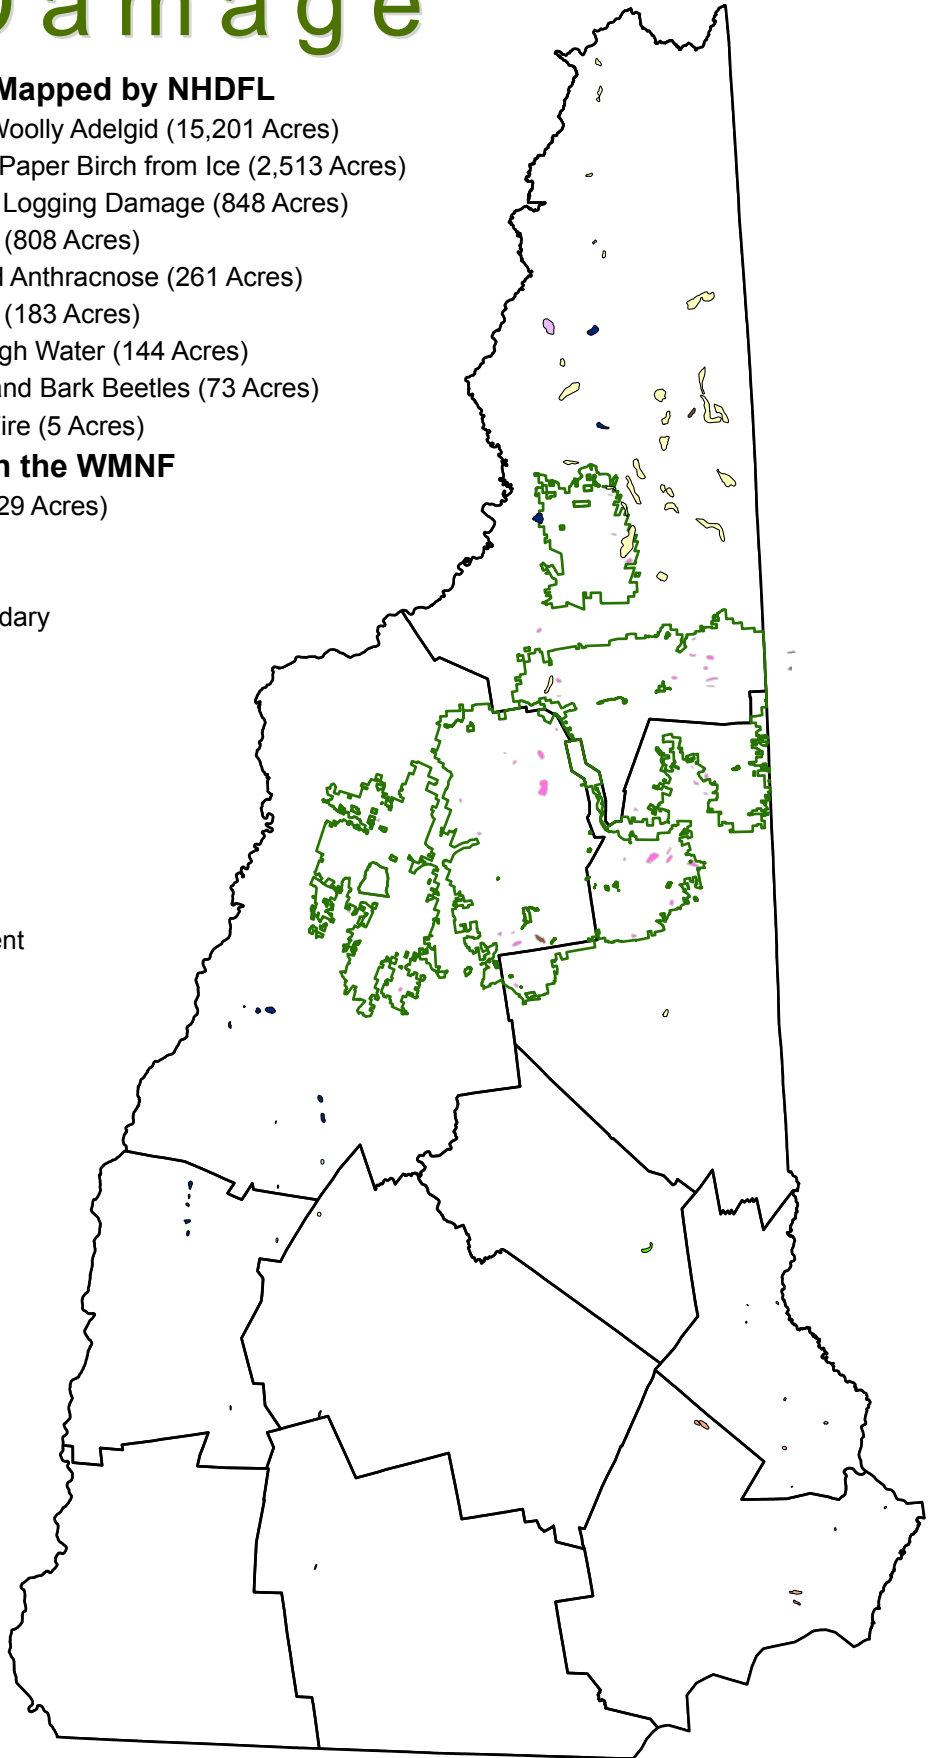 Damage
Mapped by NHDFL
Woolly Adelgid (15,201 Acres)
Paper Birch from Ice (2,513 Acres)
Logging Damage (848 Acres)
(808 Acres)
Anthracnose (261 Acres)
(183 Acres)
gh Water (144 Acres)
and Bark Beetles (73 Acres)
ire (5 Acres)
n the WMNF
29 Acres)
dary
ent